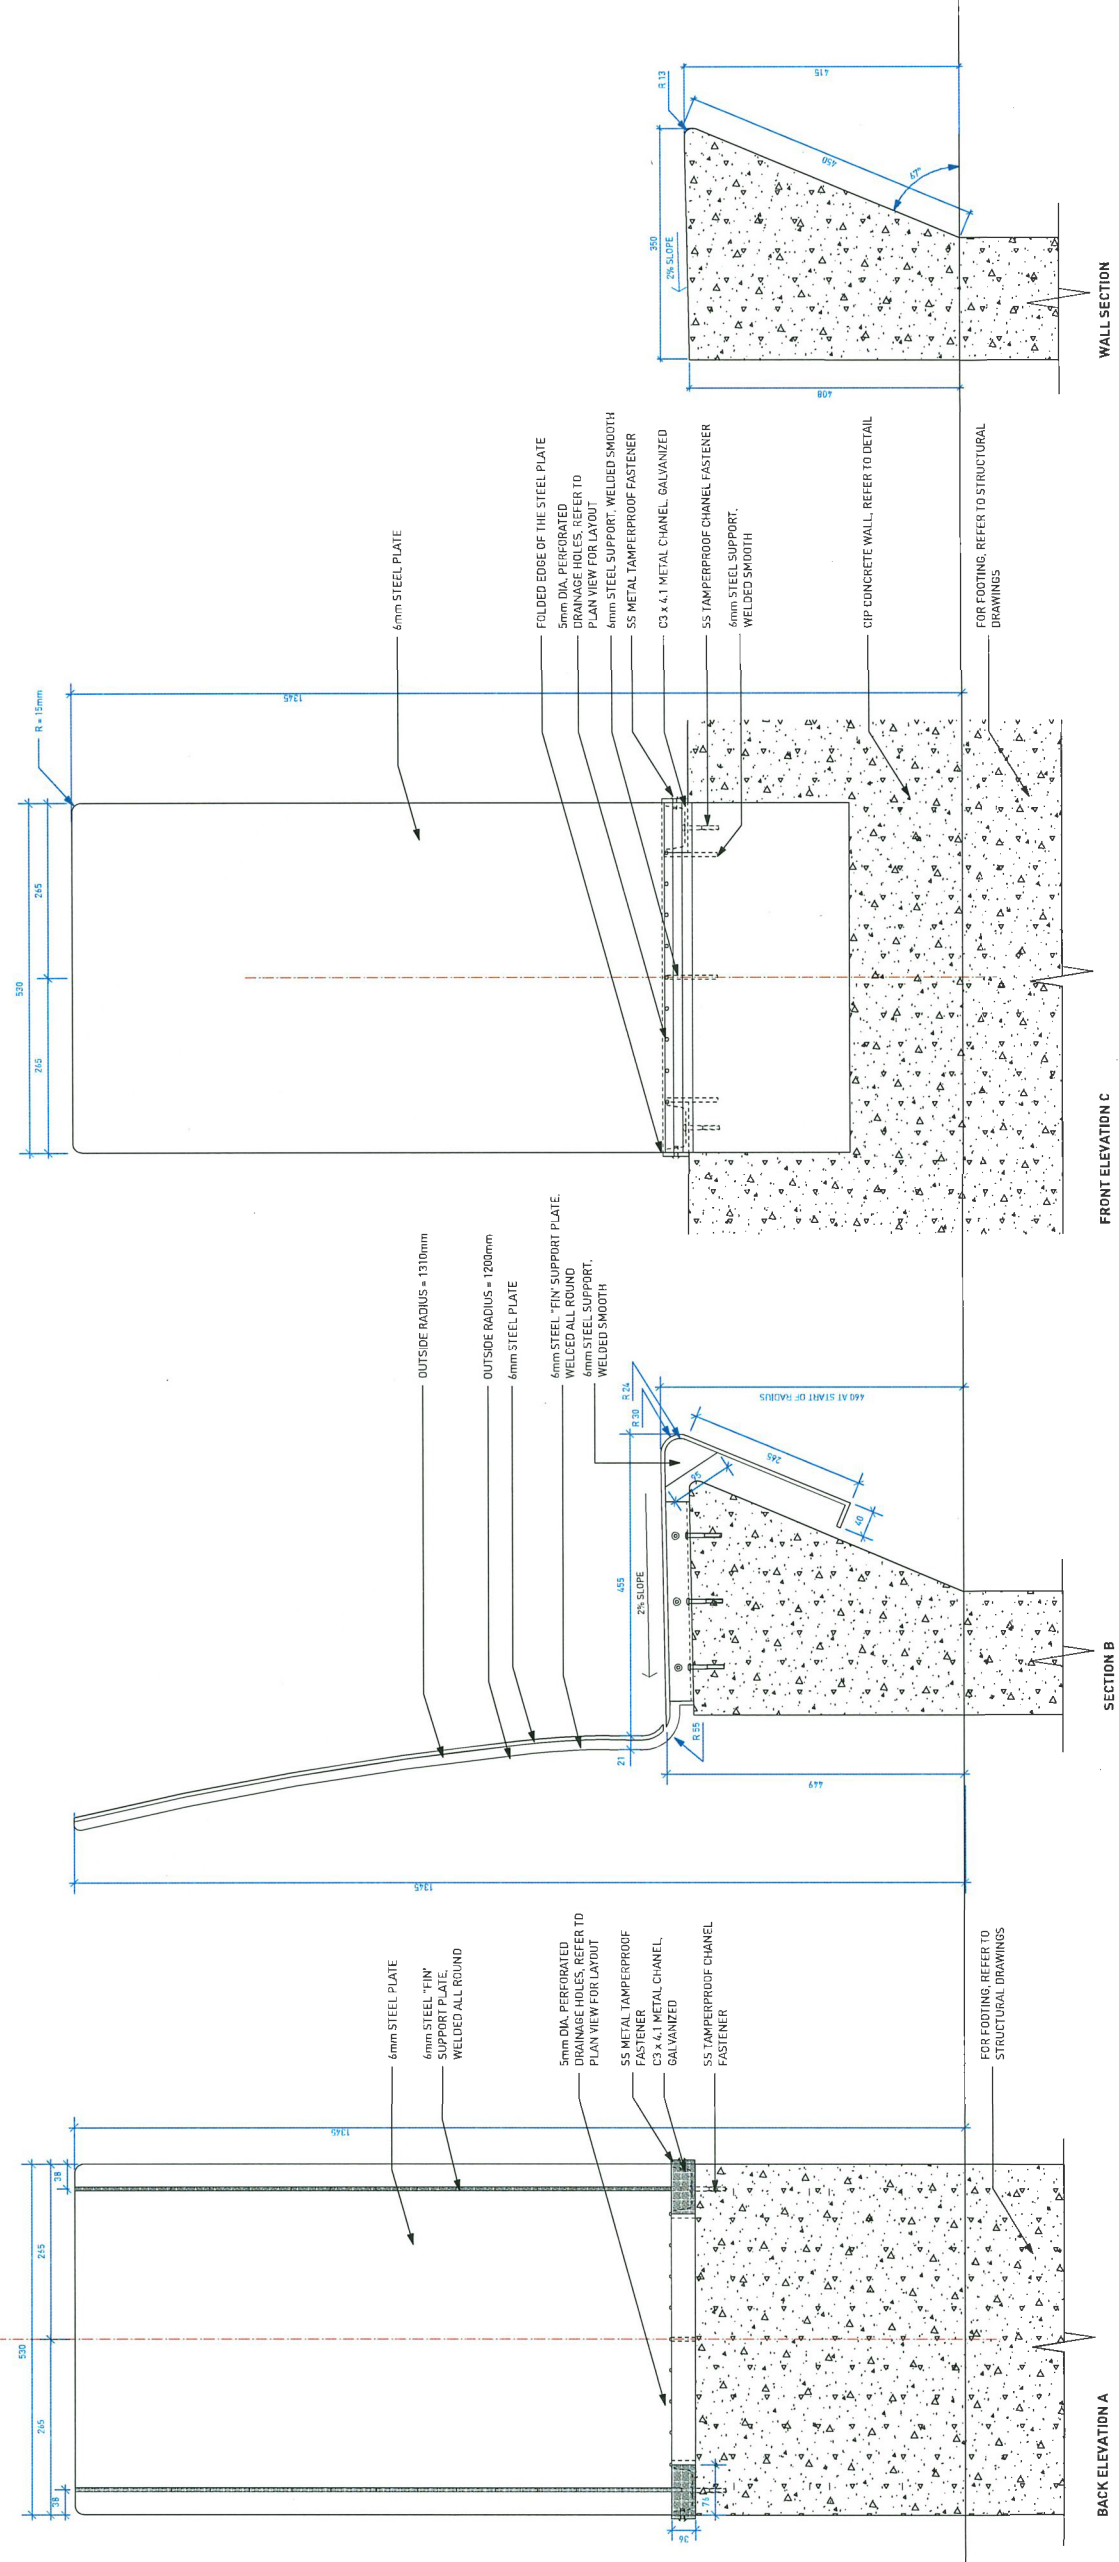 530
265
265
38
38
1345
6mm STEEL PLATE
6mm STEEL "FIN"
SUPPORT PLATE,
WELDED ALL ROUND
5mm DIA. PERFORATED
DRAINAGE HOLES, REFER TO
PLAN VIEW FOR LAYOUT
SS METAL TAMPERPROOF
FASTENER
C3 x 4.1 METAL CHANEL,
GALVANIZED
SS TAMPERPROOF CHANEL
FASTENER
FOR FOOTING, REFER TO
STRUCTURAL DRAWINGS
36
76
BACK ELEVATION A
1345
OUTSIDE RADIUS = 1310mm
OUTSIDE RADIUS = 1200mm
6mm STEEL PLATE
6mm STEEL "FIN" SUPPORT PLATE,
WELCED ALL ROUND
6mm STEEL SUPPORT,
WELDED SMOOTH
21
455
2% SLOPE
R 30
R 24
460 AT START OF RADIUS
95
265
40
R 55
449
SECTION B
530
265
265
R = 15mm
1345
6mm STEEL PLATE
FOLDED EDGE OF THE STEEL PLATE
5mm DIA. PERFORATED
DRAINAGE HOLES, REFER TO
PLAN VIEW FOR LAYOUT
6mm STEEL SUPPORT, WELDED SMOOTH
SS METAL TAMPERPROOF FASTENER
C3 x 4.1 METAL CHANEL, GALVANIZED
SS TAMPERPROOF CHANEL FASTENER
6mm STEEL SUPPORT,
WELDED SMOOTH
CIP CONCRETE WALL, REFER TO DETAIL
FOR FOOTING, REFER TO STRUCTURAL
DRAWINGS
FRONT ELEVATION C
350
2% SLOPE
R 13
415
450
67°
408
WALL SECTION